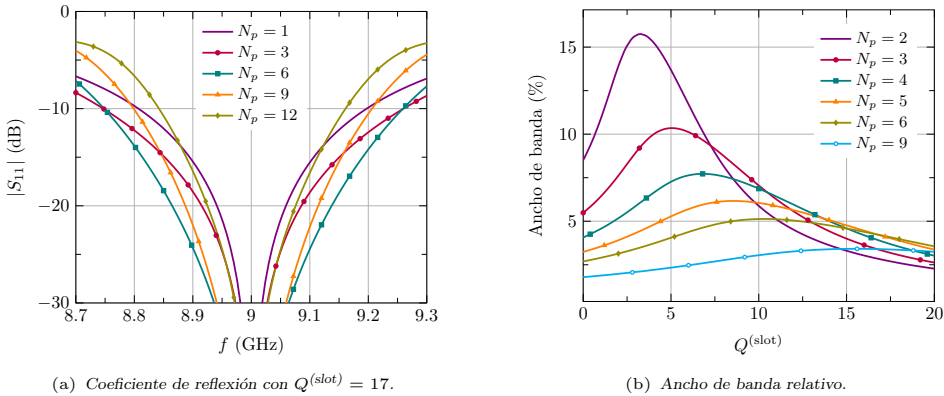 |S₁₁| (dB)
0
−10
−20
−30
8.7
8.8
8.9
9
9.1
9.2
9.3
f (GHz)
Nₚ = 1
Nₚ = 3
Nₚ = 6
Nₚ = 9
Nₚ = 12
(a) Coeficiente de reflexión con Q^(slot) = 17.
Ancho de banda (%)
15
10
5
0
5
10
15
20
Q^(slot)
Nₚ = 2
Nₚ = 3
Nₚ = 4
Nₚ = 5
Nₚ = 6
Nₚ = 9
(b) Ancho de banda relativo.